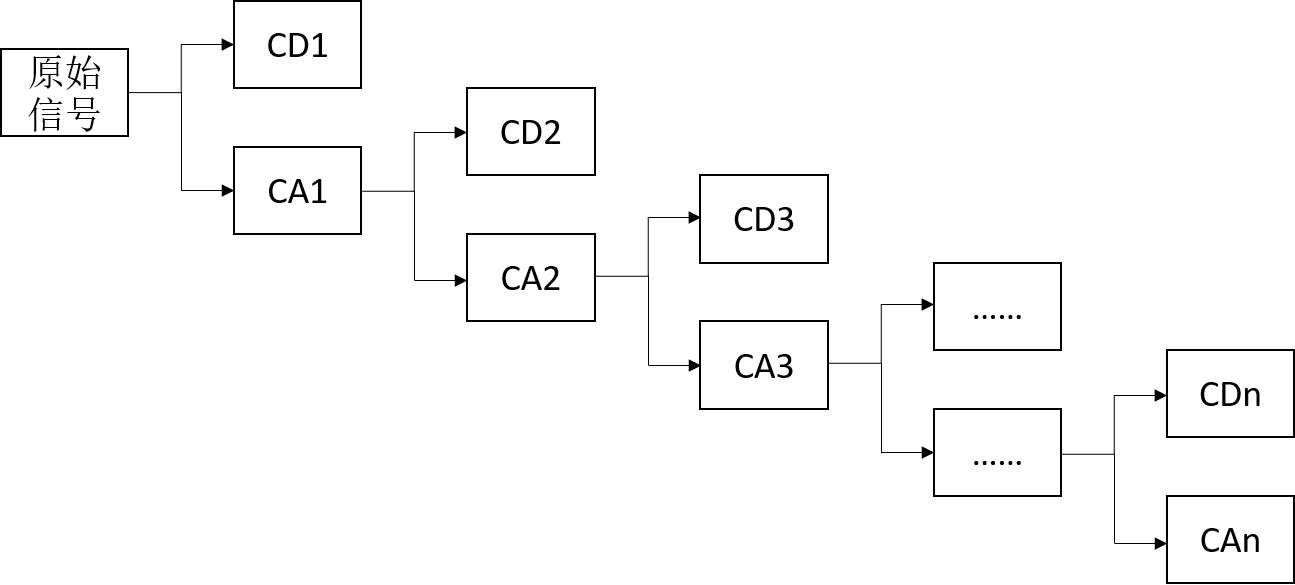 原始
信号
CD1
CA1
CD2
CA2
CD3
CA3
......
......
CDn
CAn